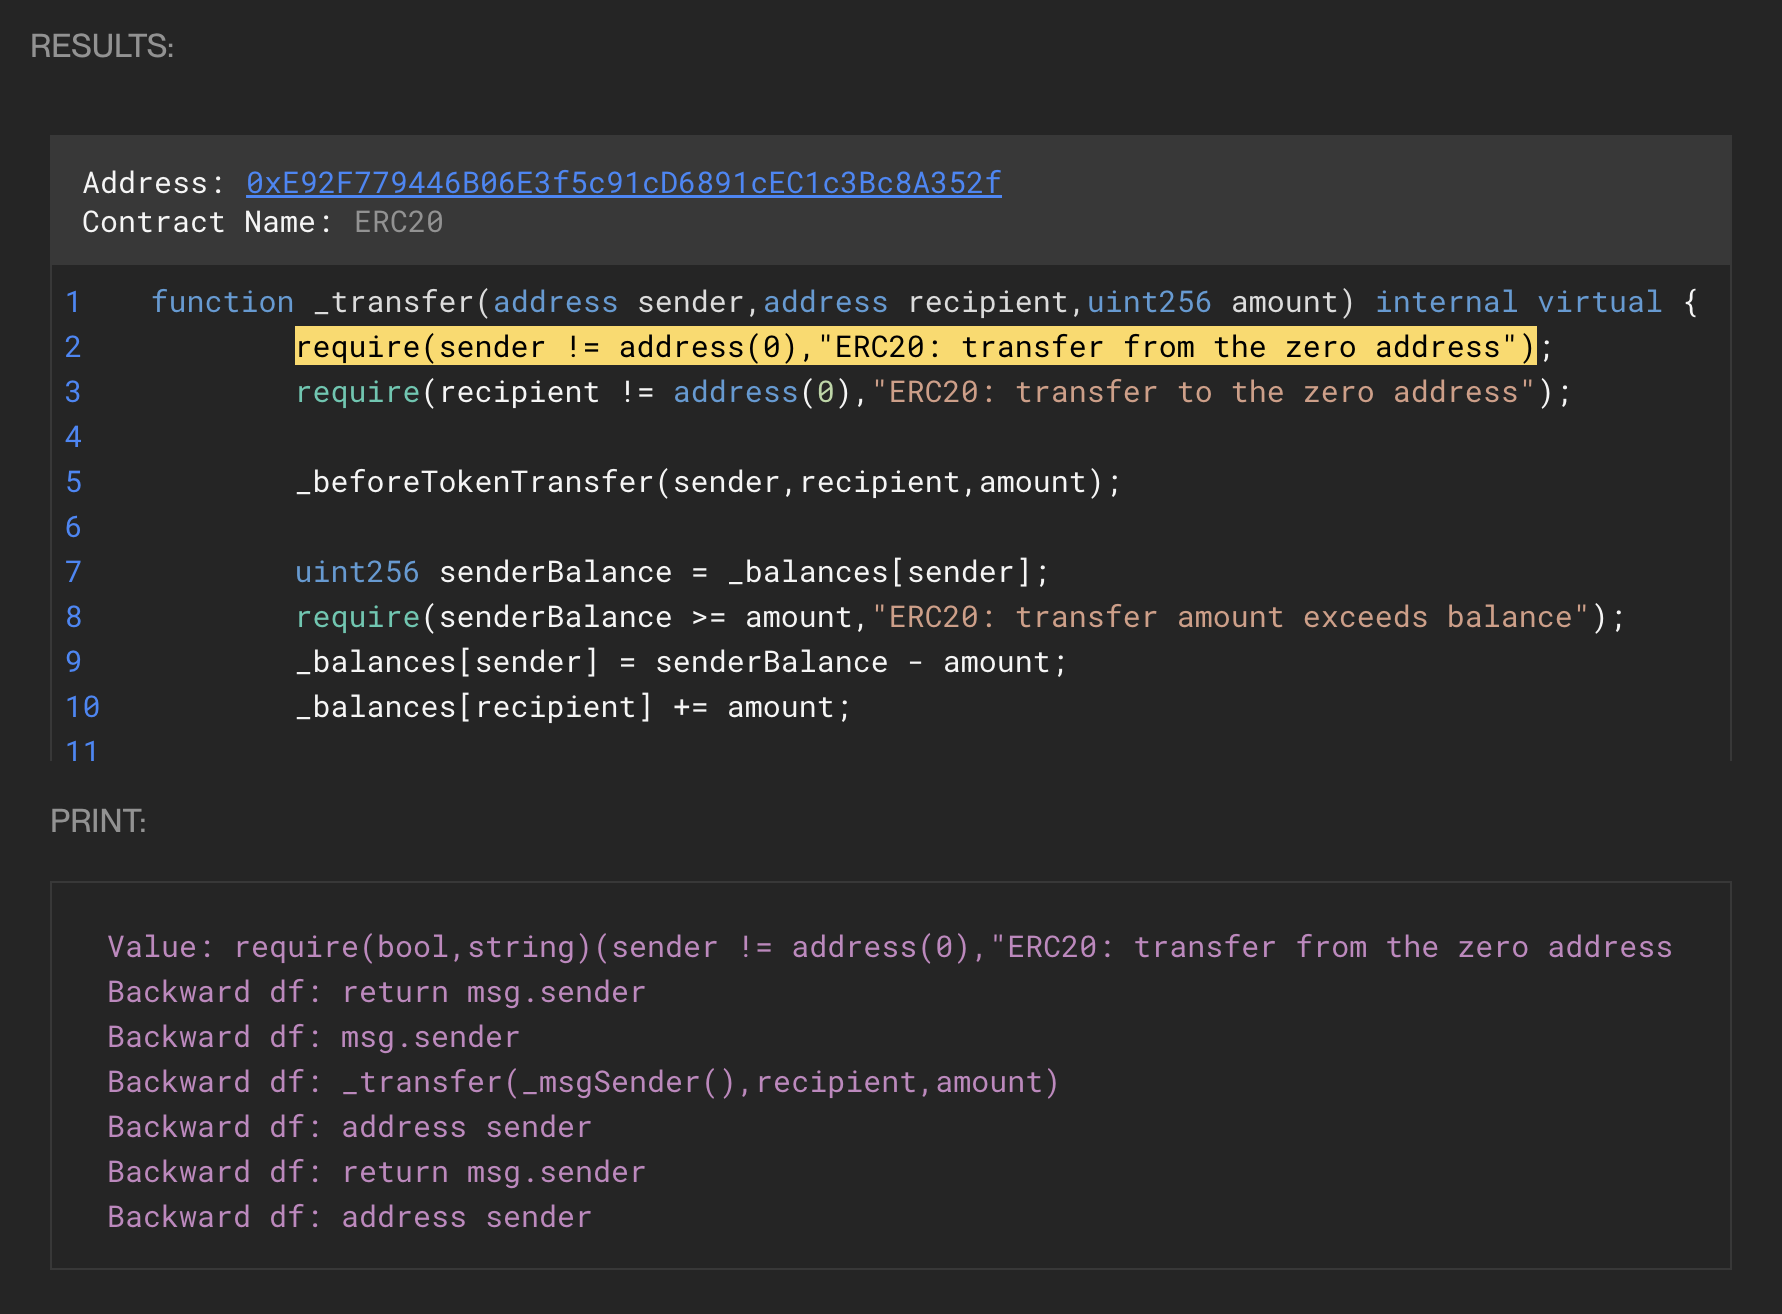 RESULTS:
Address: 0xE92F779446B06E3f5c91cD6891cEC1c3Bc8A352f
Contract Name: ERC20
1 function _transfer(address sender,address recipient,uint256 amount) internal virtual {
2 require(sender != address(0),"ERC20: transfer from the zero address");
3 require(recipient != address(0),"ERC20: transfer to the zero address");
4
5 _beforeTokenTransfer(sender,recipient,amount);
6
7 uint256 senderBalance = _balances[sender];
8 require(senderBalance >= amount,"ERC20: transfer amount exceeds balance");
9 _balances[sender] = senderBalance - amount;
10 _balances[recipient] += amount;
11
PRINT:
Value: require(bool,string)(sender != address(0),"ERC20: transfer from the zero address
Backward df: return msg.sender
Backward df: msg.sender
Backward df: _transfer(_msgSender(),recipient,amount)
Backward df: address sender
Backward df: return msg.sender
Backward df: address sender